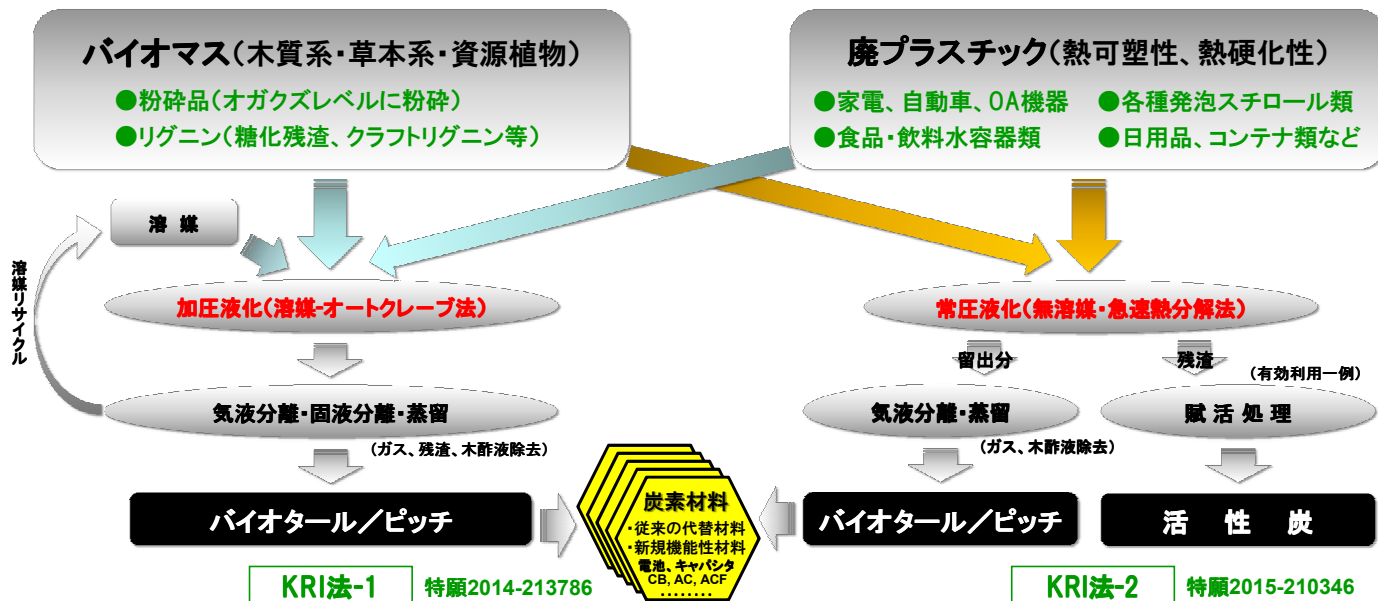 バイオマス(木質系・草本系・資源植物)
●粉砕品(オガクズレベルに粉砕)
●リグニン(糖化残渣、クラフトリグニン等)
廃プラスチック(熱可塑性、熱硬化性)
●家電、自動車、OA機器 ●各種発泡スチロール類
●食品・飲料水容器類 ●日用品、コンテナ類など
溶 媒
溶媒リサイクル
加圧液化(溶媒-オートクレーブ法)
気液分離・固液分離・蒸留
(ガス、残渣、木酢液除去)
バイオタール/ピッチ
KRI法-1 特願2014-213786
炭素材料
・従来の代替材料
・新規機能性材料
電池、キャパシタ
CB, AC, ACF
………
常圧液化(無溶媒・急速熱分解法)
留出分
残渣
(有効利用一例)
気液分離・蒸留
賦 活 処 理
(ガス、木酢液除去)
バイオタール/ピッチ
活 性 炭
KRI法-2 特願2015-210346